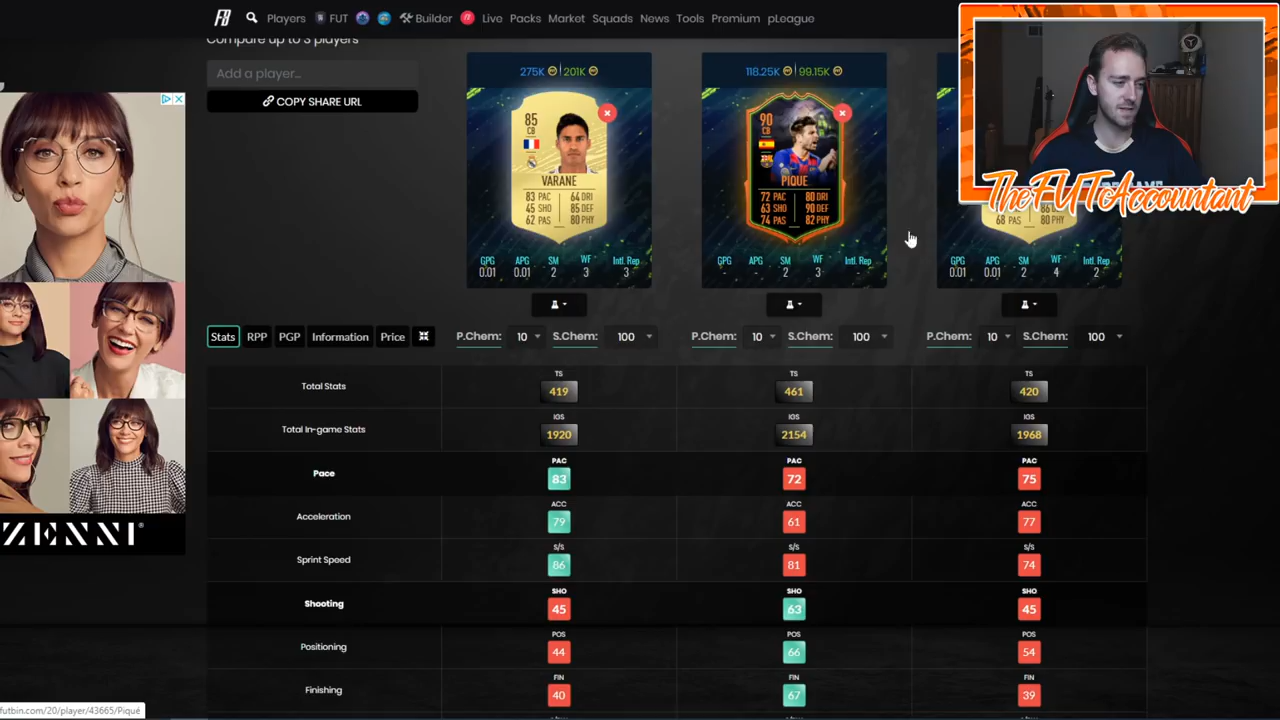 FB Players FUT Builder Live Packs Market Squads News Tools Premium pLeague
Compare up to 3 players
Add a player...
COPY SHARE URL
275K | 201K
85
CB
VARANE
83 PAC 64 DRI
45 SHO 85 DEF
62 PAS 80 PHY
GPG APG SM WF Intl. Rep
0.01 0.01 2 3 3
118.25K | 99.15K
90
CB
PIQUE
72 PAC 80 DRI
63 SHO 90 DEF
74 PAS 82 PHY
GPG APG SM WF Intl. Rep
- - 2 3 -
68 PAS 80 PHY
GPG APG SM WF Intl. Rep
0.01 0.01 2 4 2
TheFUTAccountant
Stats RPP PGP Information Price
P.Chem: 10 S.Chem: 100
P.Chem: 10 S.Chem: 100
P.Chem: 10 S.Chem: 100
TS TS TS
Total Stats 419 461 420
IGS IGS IGS
Total In-game Stats 1920 2154 1968
PAC PAC PAC
Pace 83 72 75
ACC ACC ACC
Acceleration 79 61 77
S/S S/S S/S
Sprint Speed 86 81 74
SHO SHO SHO
Shooting 45 63 45
POS POS POS
Positioning 44 66 54
FIN FIN FIN
Finishing 40 67 39
ZENNI®
futbin.com/20/player/43665/Piqué